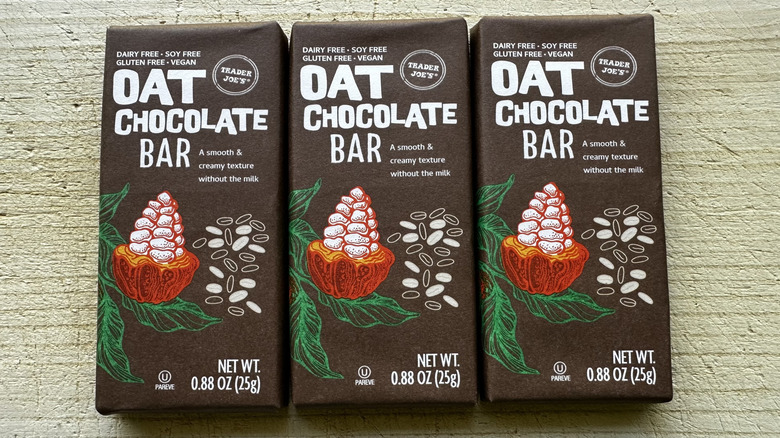 DAIRY FREE • SOY FREE
GLUTEN FREE • VEGAN
TRADER
JOE'S®
OAT
CHOCOLATE
BAR
A smooth &
creamy texture
without the milk
U
PAREVE
NET WT.
0.88 OZ (25g)
DAIRY FREE • SOY FREE
GLUTEN FREE • VEGAN
TRADER
JOE'S®
OAT
CHOCOLATE
BAR
A smooth &
creamy texture
without the milk
U
PAREVE
NET WT.
0.88 OZ (25g)
DAIRY FREE • SOY FREE
GLUTEN FREE • VEGAN
TRADER
JOE'S®
OAT
CHOCOLATE
BAR
A smooth &
creamy texture
without the milk
U
PAREVE
NET WT.
0.88 OZ (25g)